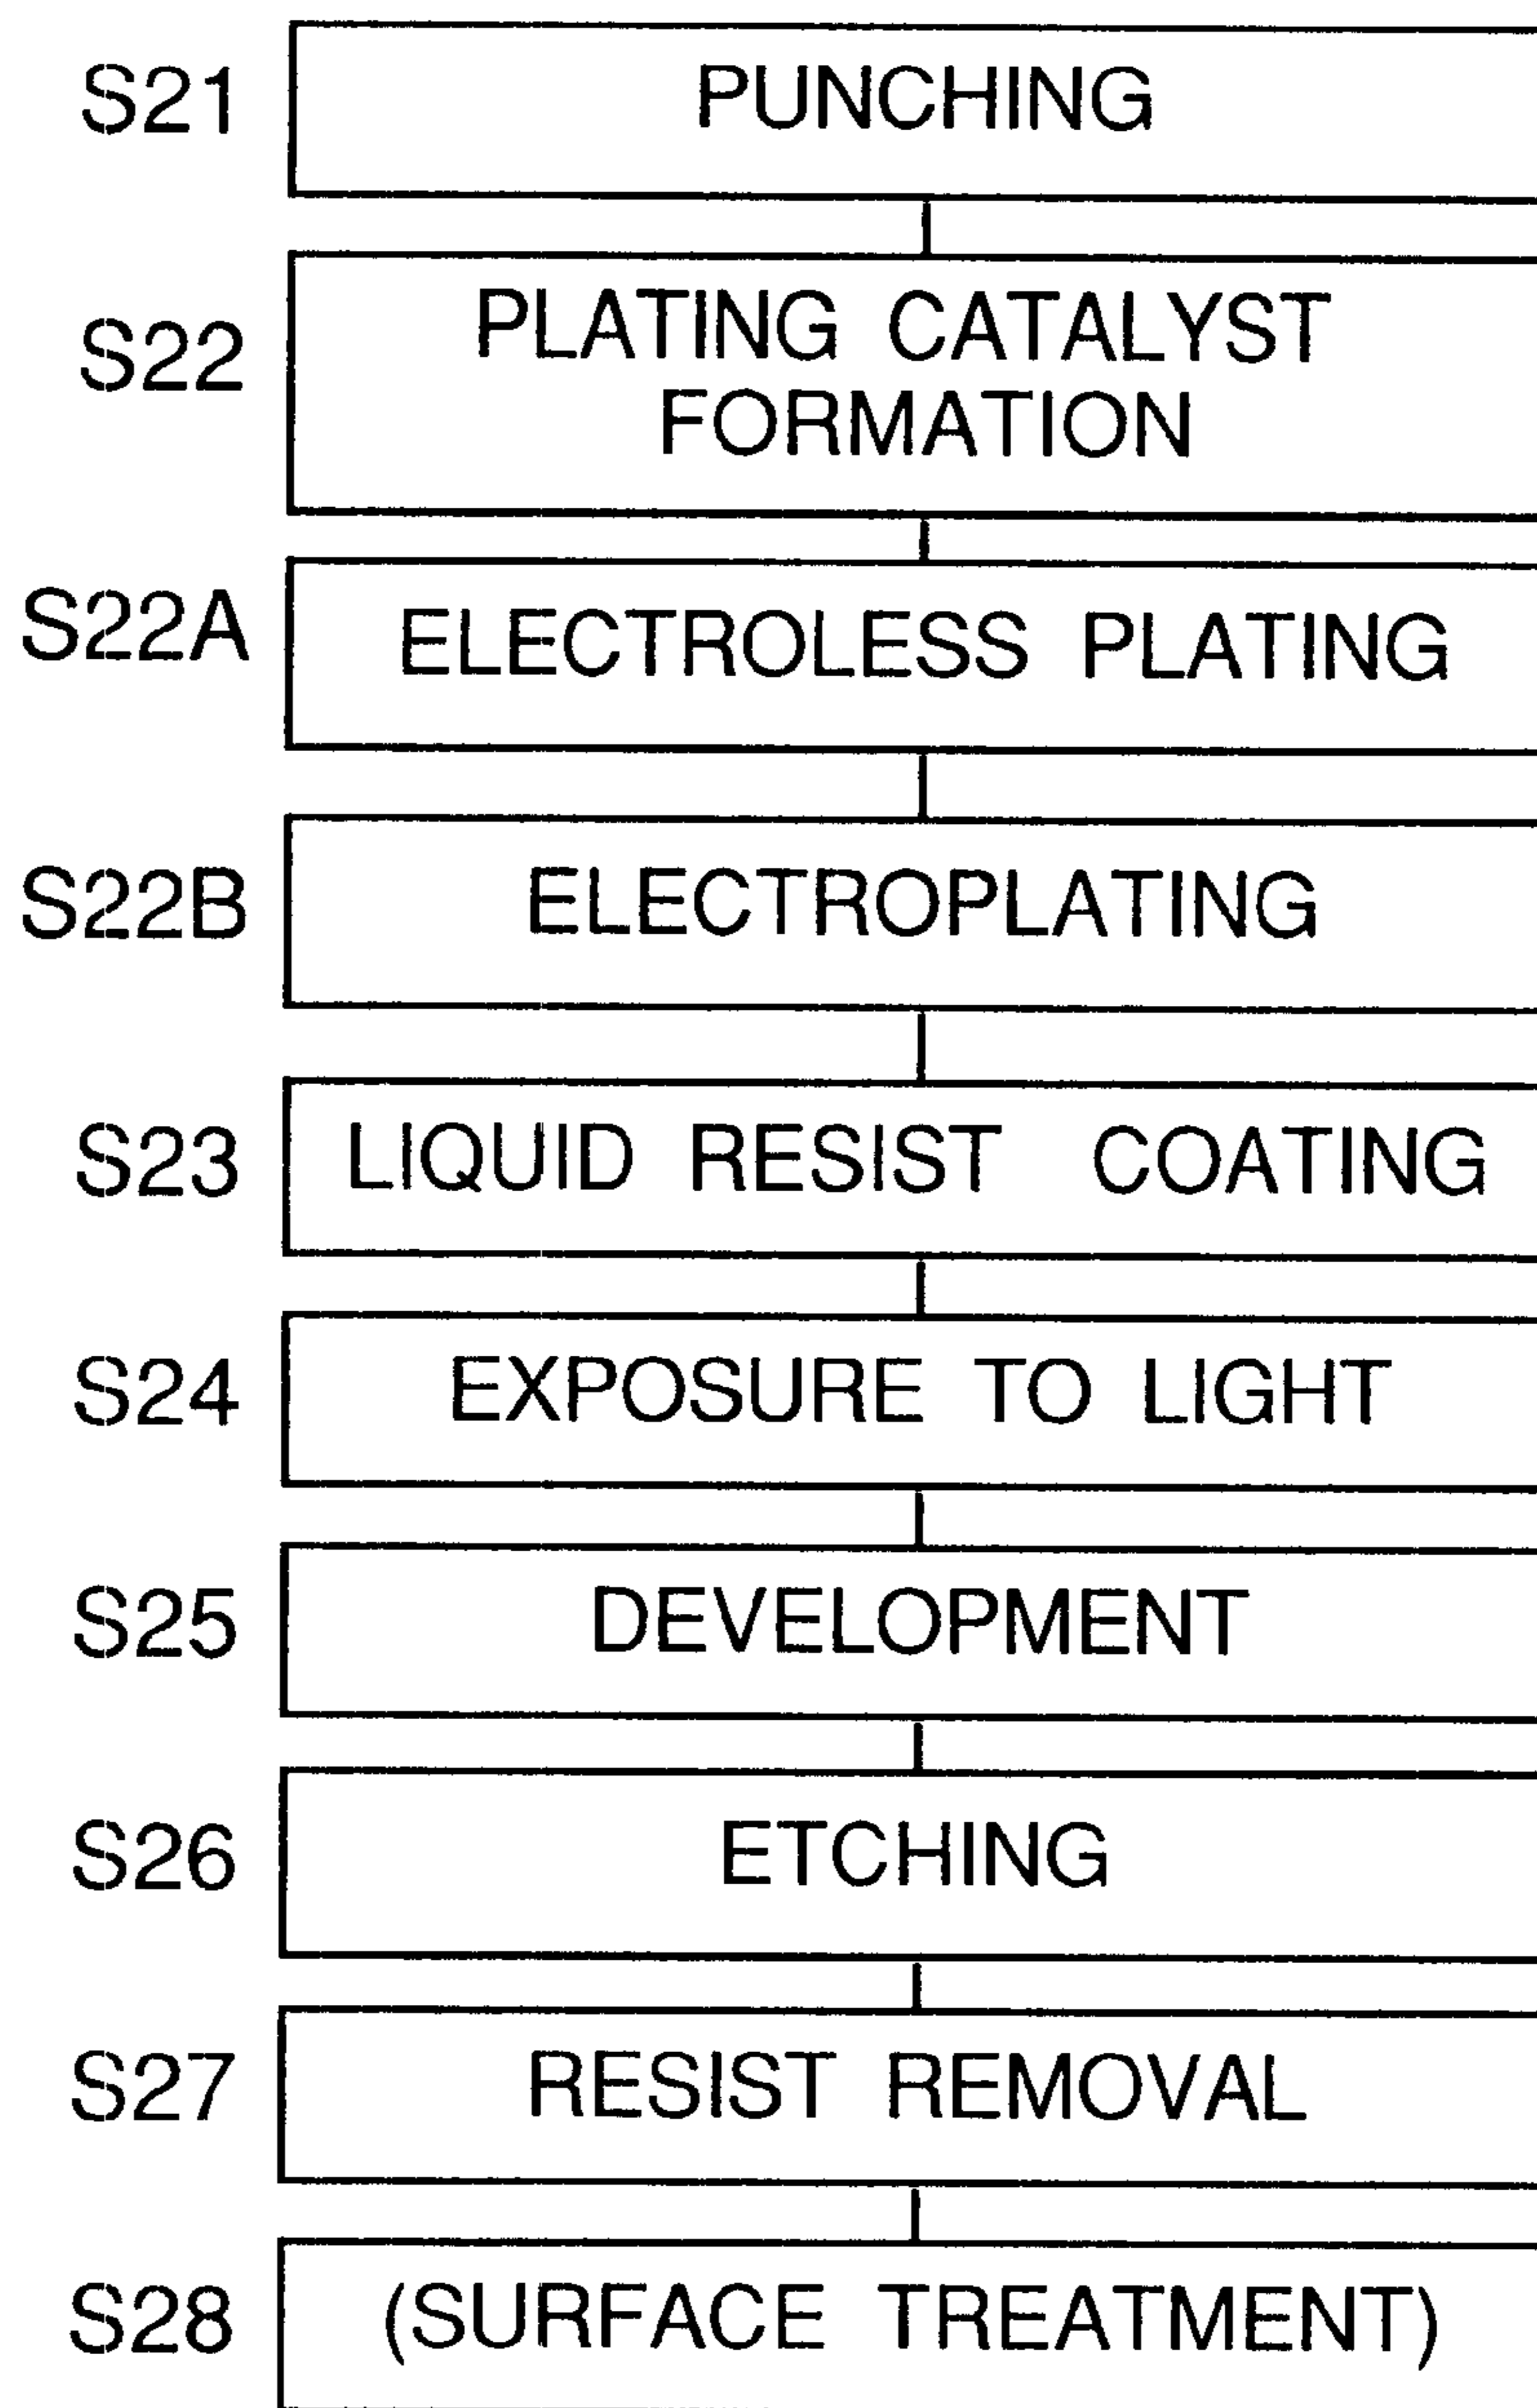 S21 PUNCHING
S22 PLATING CATALYST
FORMATION
S22A ELECTROLESS PLATING
S22B ELECTROPLATING
S23 LIQUID RESIST COATING
S24 EXPOSURE TO LIGHT
S25 DEVELOPMENT
S26 ETCHING
S27 RESIST REMOVAL
S28 (SURFACE TREATMENT)